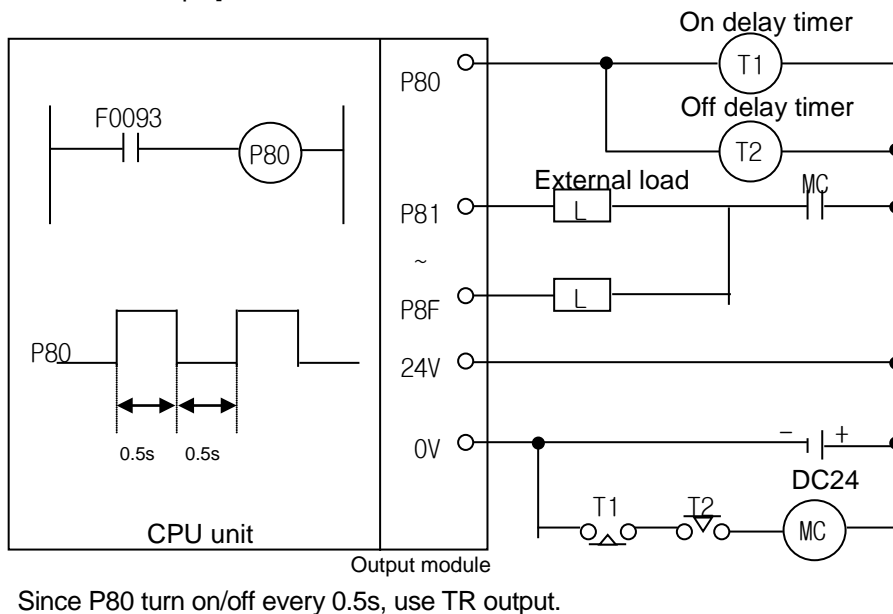 On delay timer
T1
P80
Off delay timer
F0093
P80
T2
External load
MC
P81
L
~
P8F
L
P80
24V
0V
- +
0.5s 0.5s
DC24
T1 T2
MC
CPU unit
Output module
Since P80 turn on/off every 0.5s, use TR output.